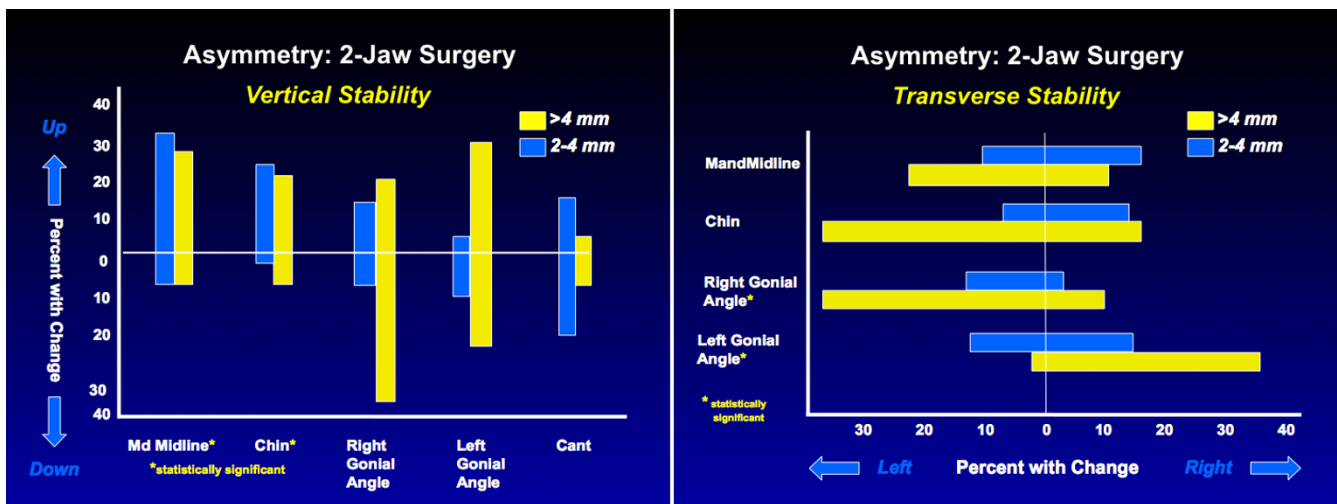 Asymmetry: 2-Jaw Surgery
Vertical Stability
>4 mm
2-4 mm
Up
Percent with Change
Down
40
30
20
10
0
10
20
30
40
Md Midline*
Chin*
Right
Gonial
Angle
Left
Gonial
Angle
Cant
*statistically significant
Asymmetry: 2-Jaw Surgery
Transverse Stability
>4 mm
2-4 mm
MandMidline
Chin
Right Gonial
Angle*
Left Gonial
Angle*
* statistically
significant
30 20 10 0 10 20 30 40
Left Percent with Change Right